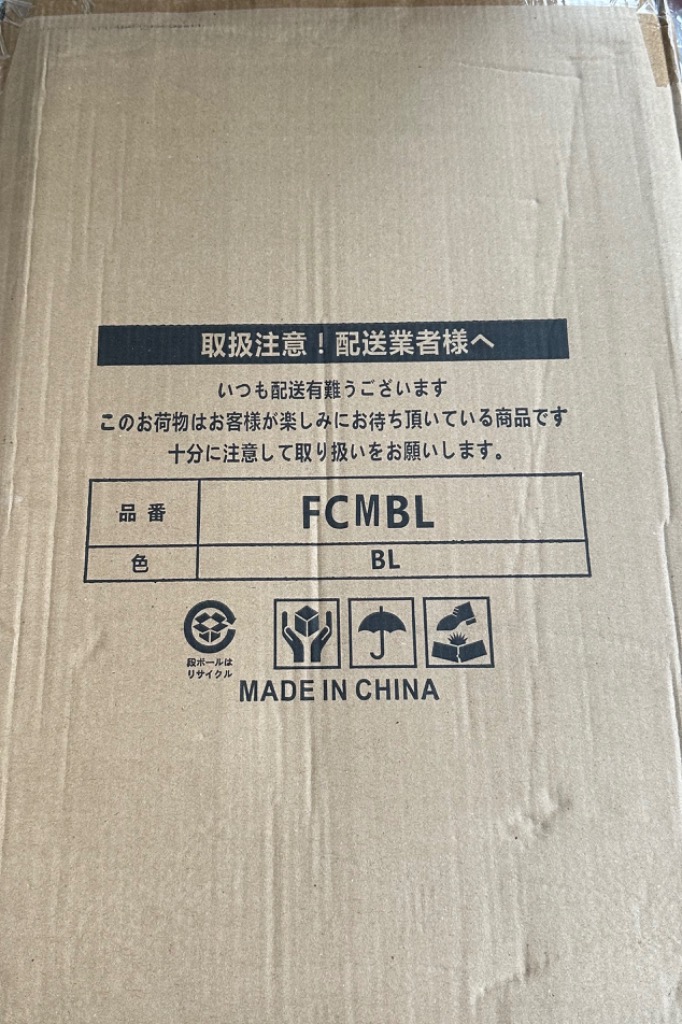 取扱注意！配送業者様へ
いつも配送有難うございます
このお荷物はお客様が楽しみにお待ち頂いている商品です
十分に注意して取り扱いをお願いします。
品番 FCMBL
色 BL
段ボールは
リサイクル
MADE IN CHINA